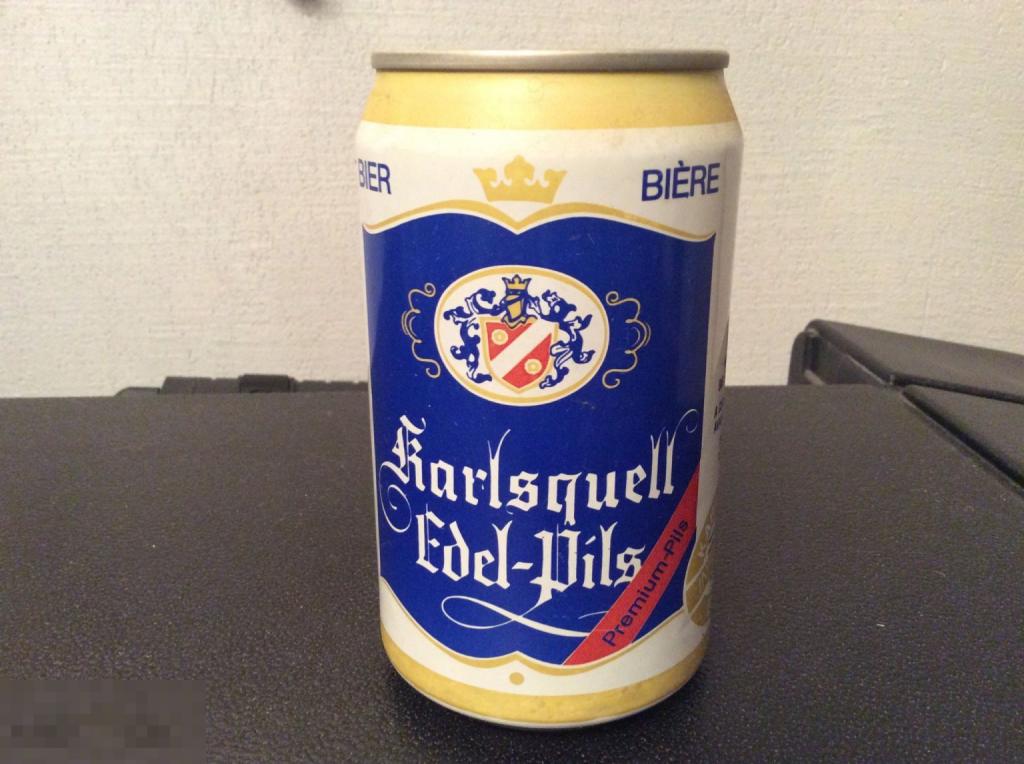 BIER
BIÈRE
Karlsquell
Edel-Pils
Premium-Pils